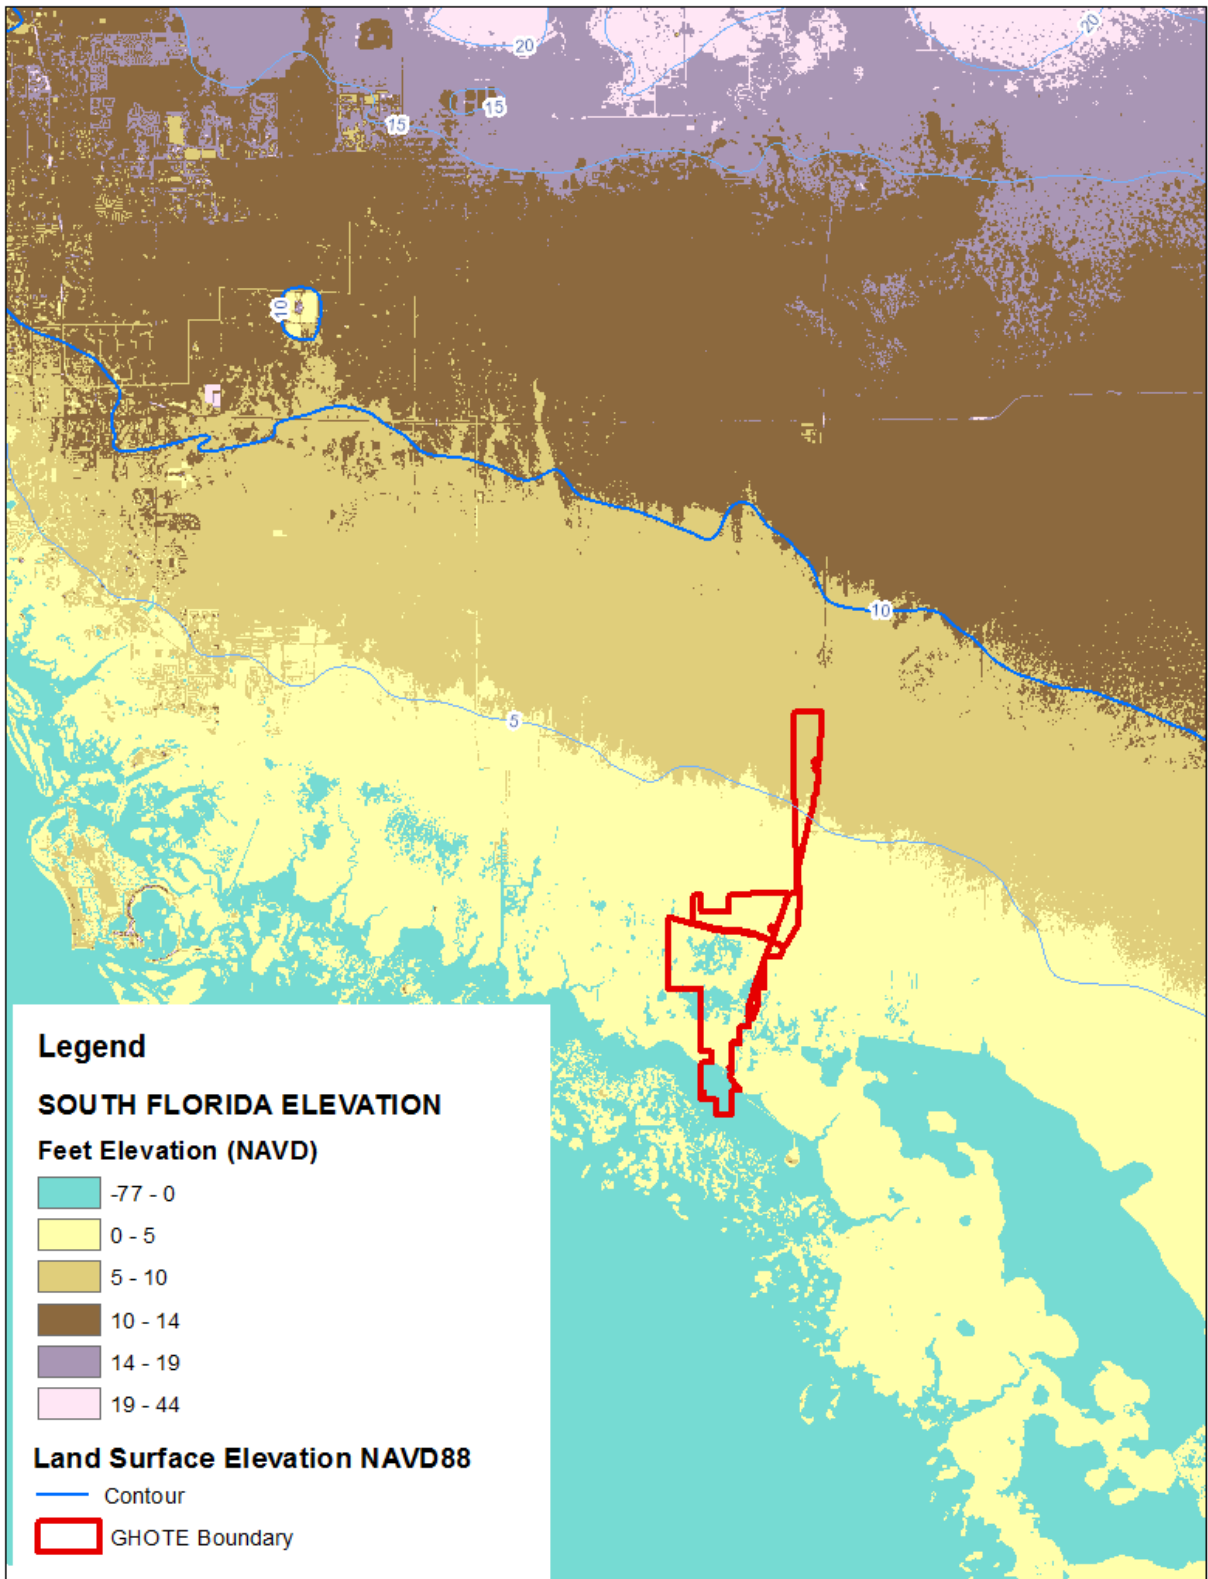 20
20
15
15
10
10
5
Legend
SOUTH FLORIDA ELEVATION
Feet Elevation (NAVD)
-77 - 0
0 - 5
5 - 10
10 - 14
14 - 19
19 - 44
Land Surface Elevation NAVD88
Contour
GHOTE Boundary